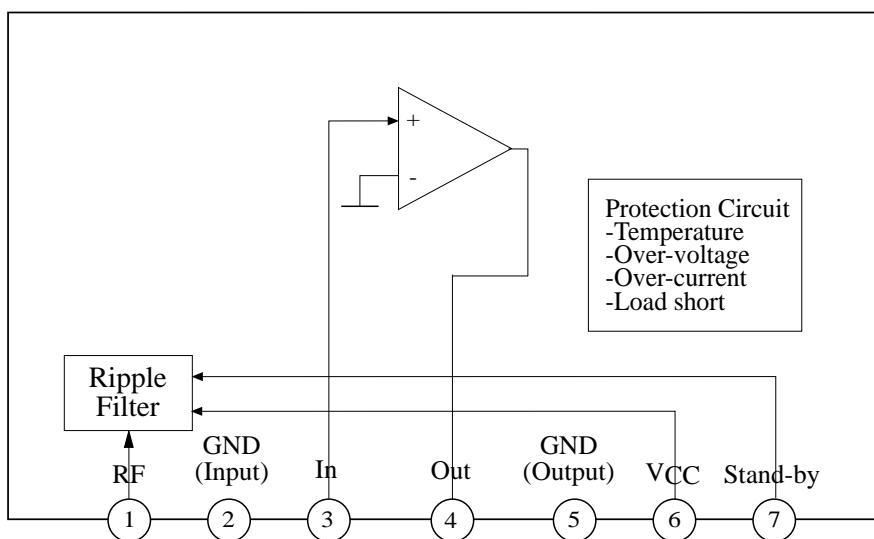 +
-
Protection Circuit
-Temperature
-Over-voltage
-Over-current
-Load short
Ripple
Filter
RF
GND
(Input)
In
Out
GND
(Output)
VCC
Stand-by
1
2
3
4
5
6
7